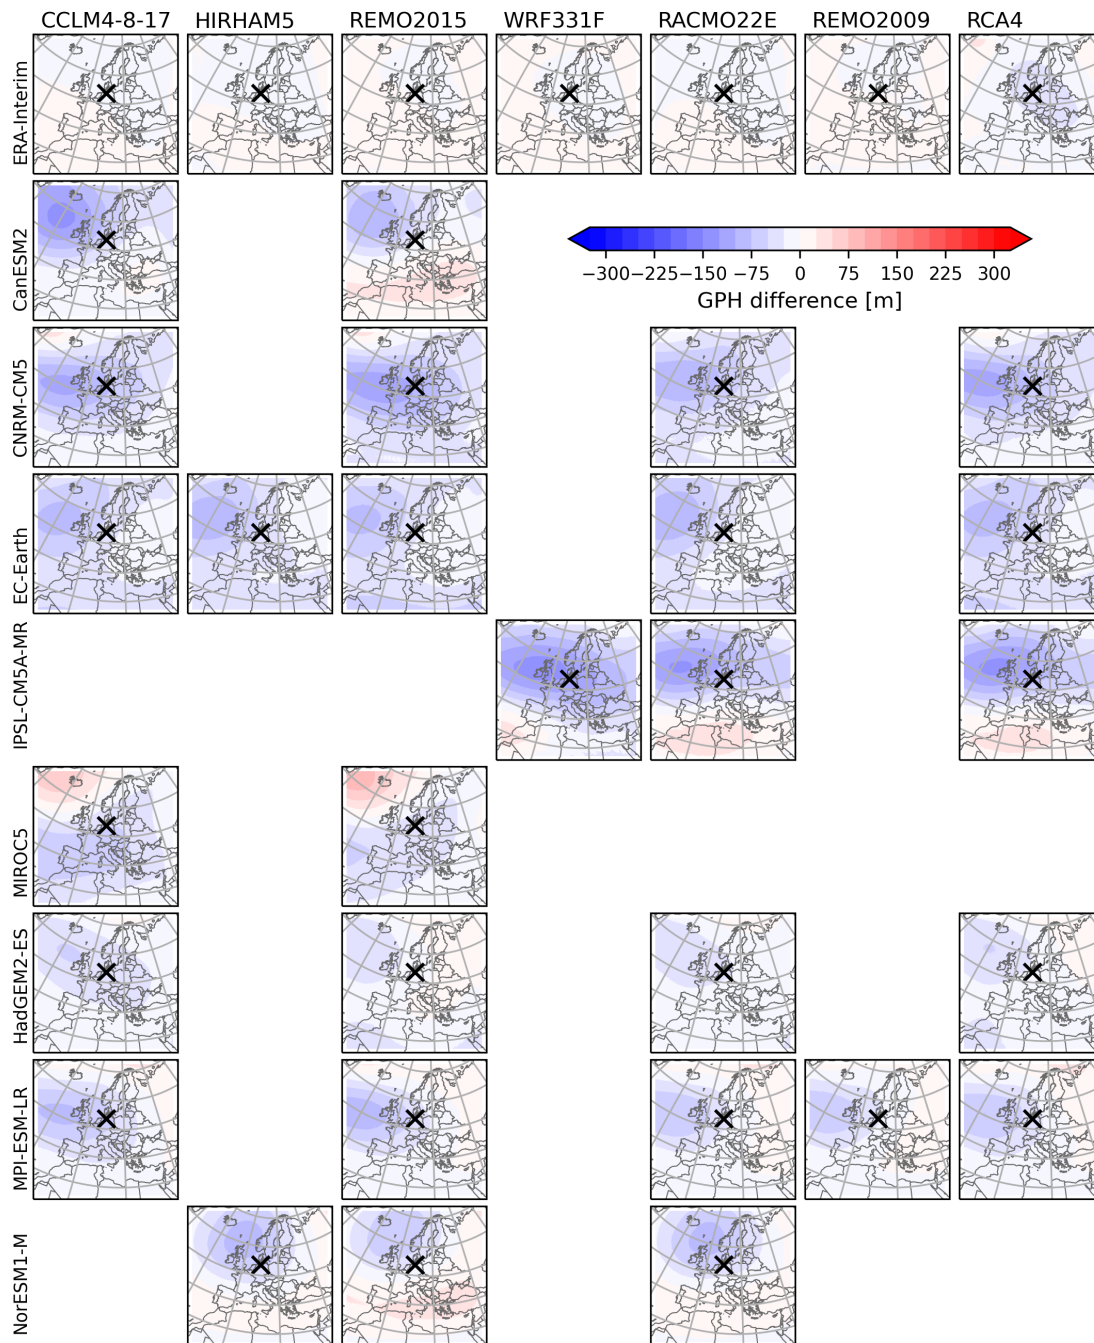 CCLM4-8-17 HIRHAM5 REMO2015 WRF331F RACMO22E REMO2009 RCA4
ERA-Interim
CanESM2
−300 −225 −150 −75 0 75 150 225 300
GPH difference [m]
CNRM-CM5
EC-Earth
IPSL-CM5A-MR
MIROC5
HadGEM2-ES
MPI-ESM-LR
NorESM1-M